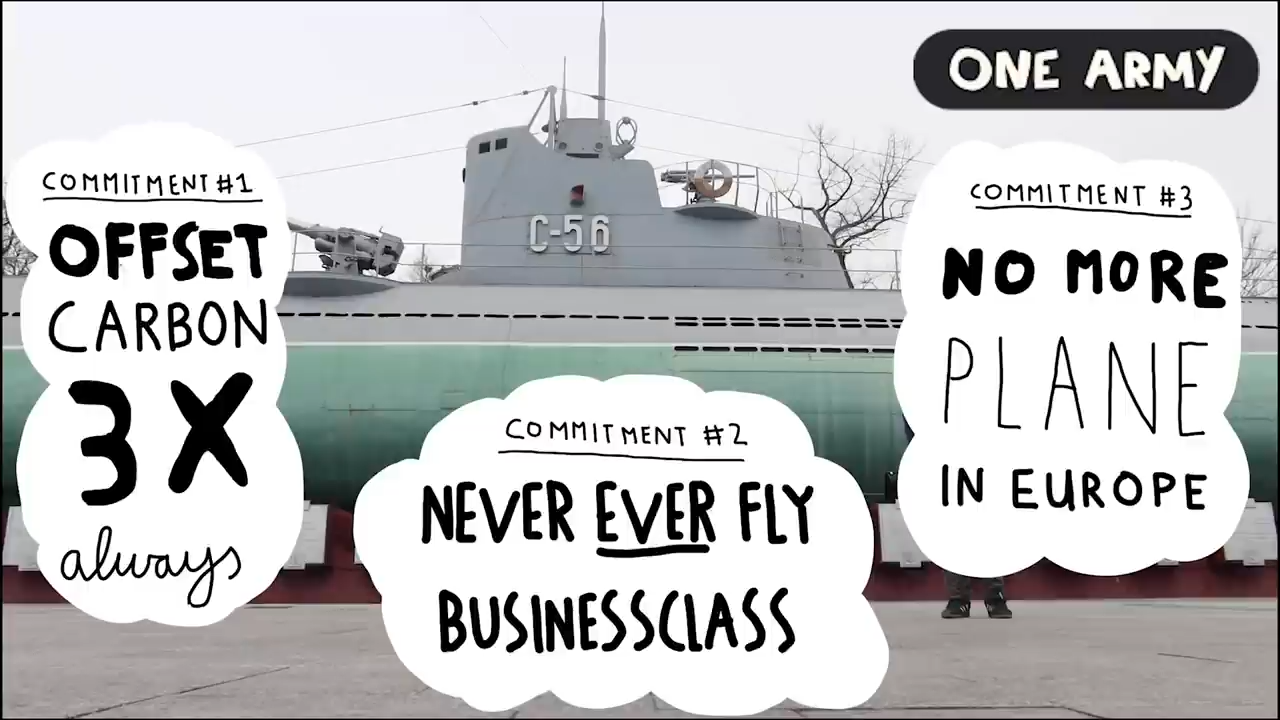 ONE ARMY
COMMITMENT #1
OFFSET
CARBON
3X
always
C-56
COMMITMENT #2
NEVER EVER FLY
BUSINESSCLASS
COMMITMENT #3
NO MORE
PLANE
IN EUROPE